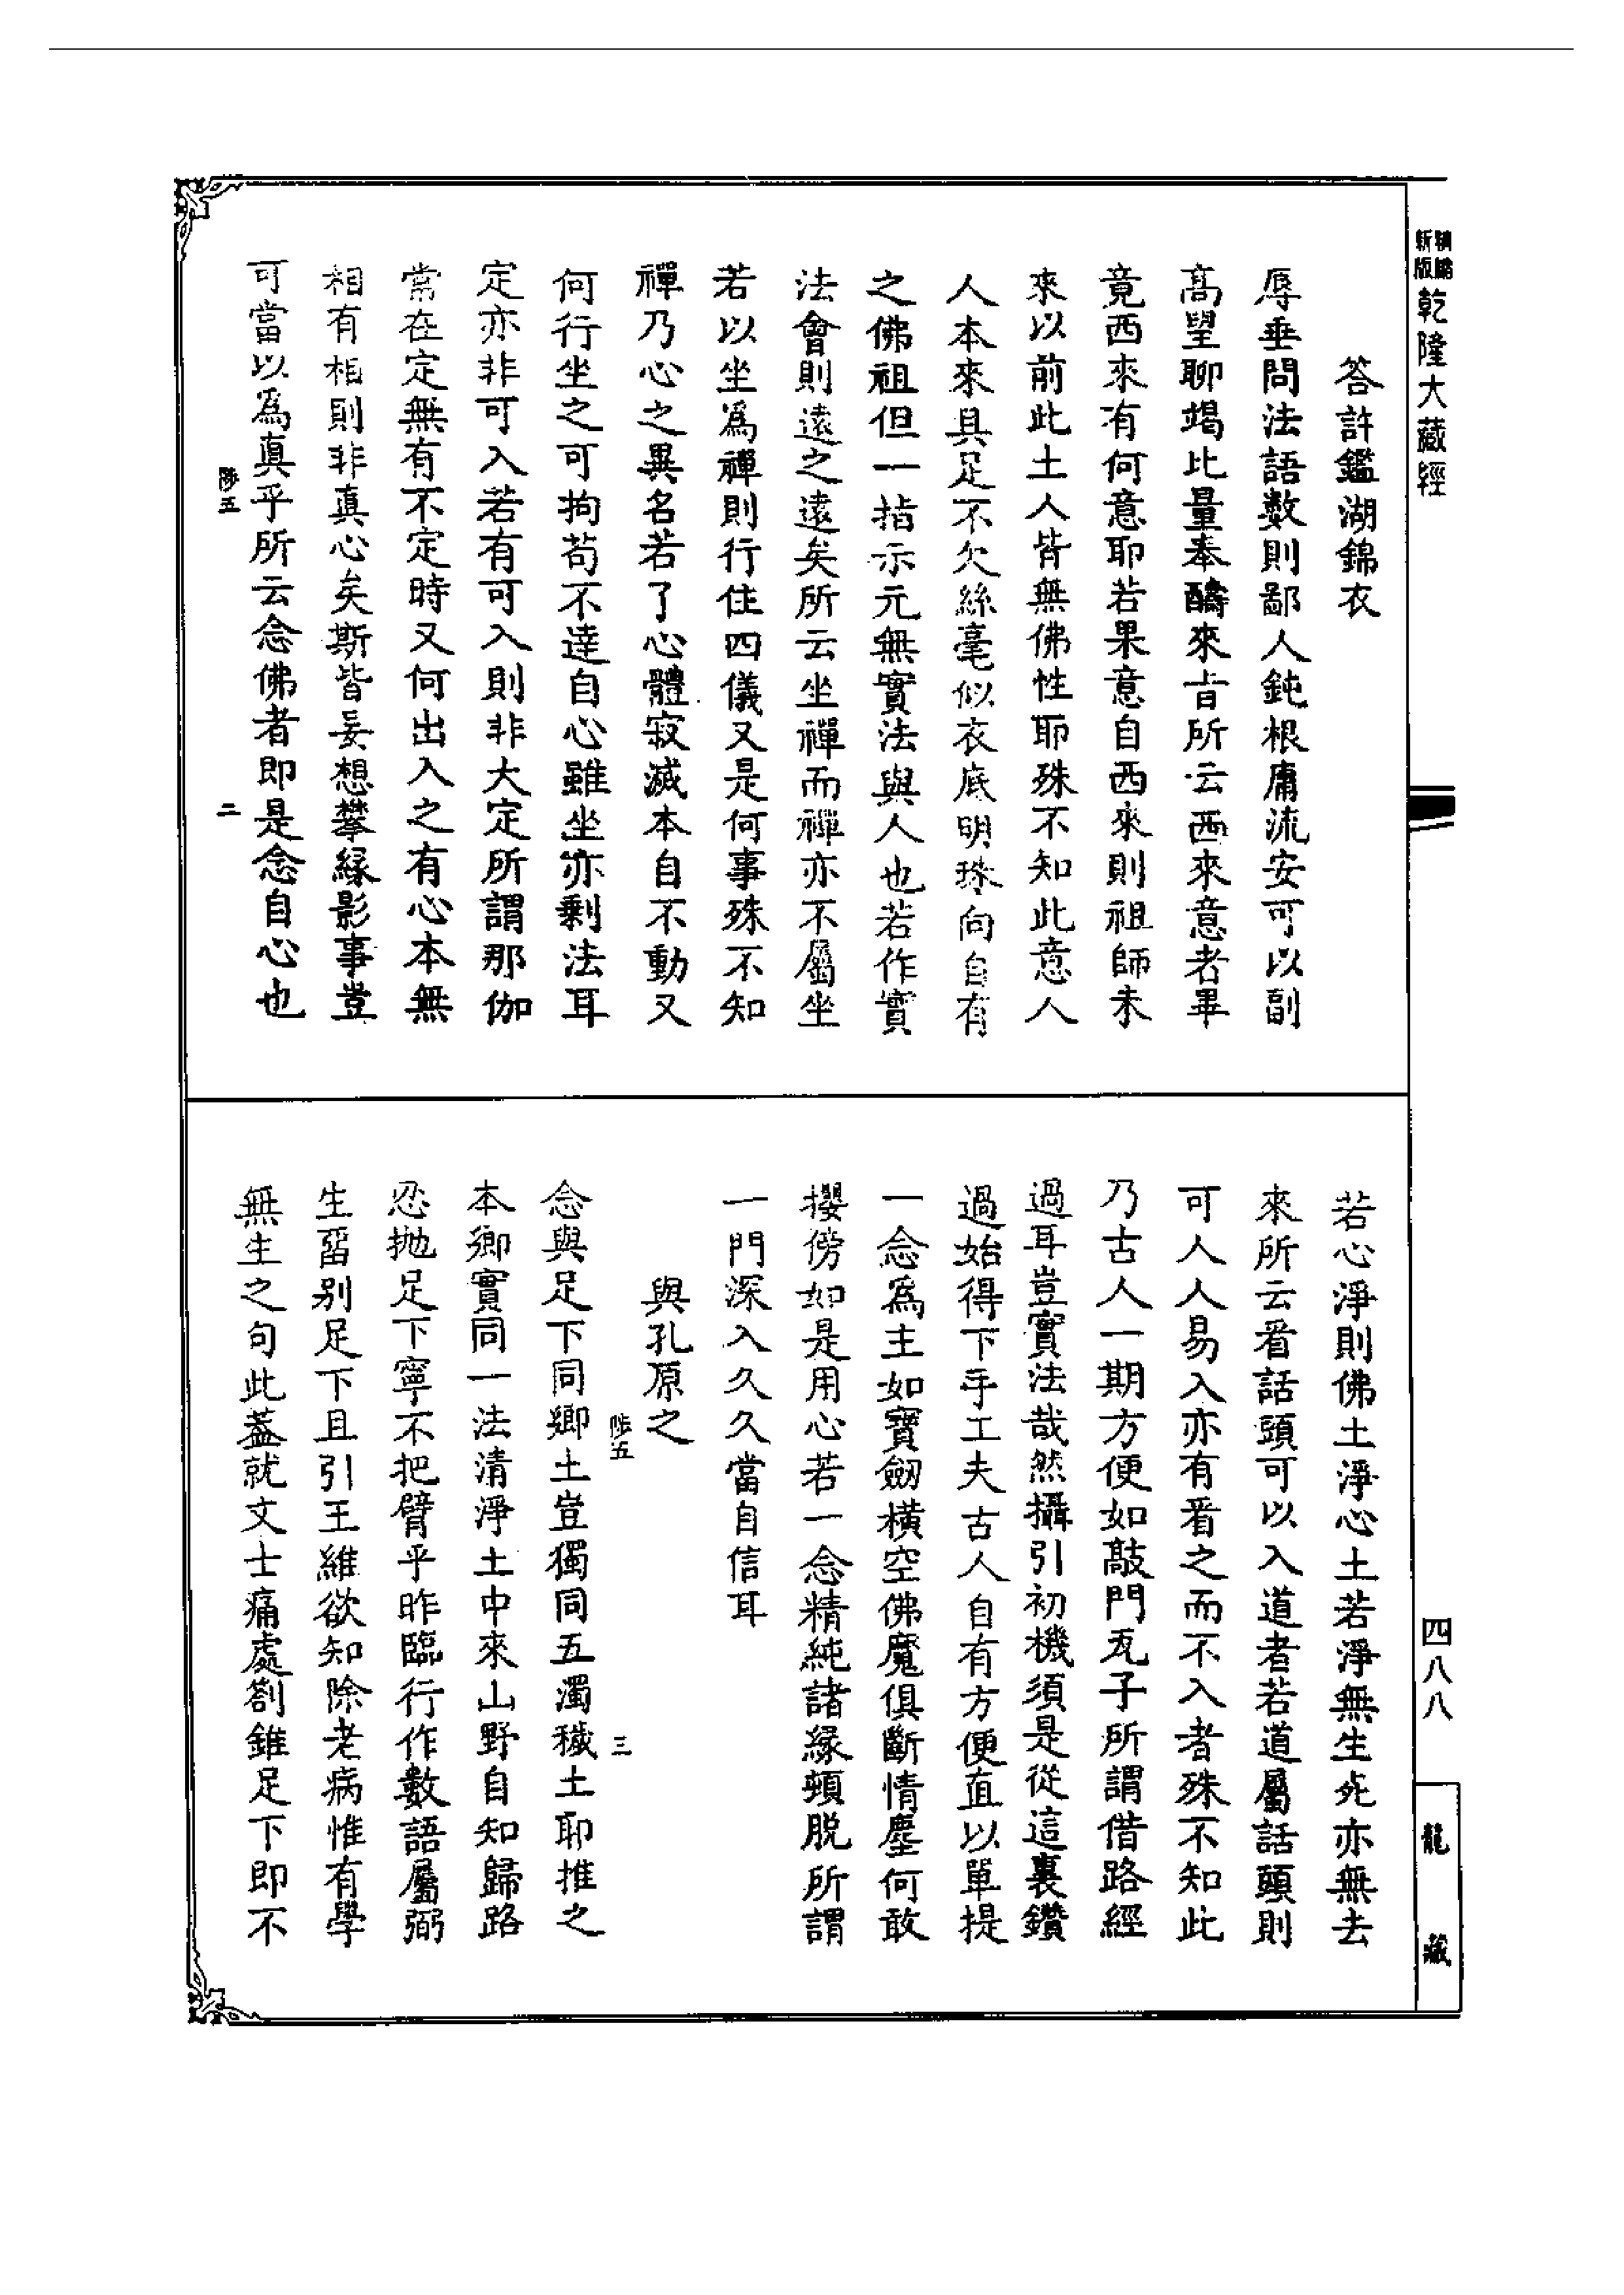 新版
精縮
乾隆大藏經
答許鑑湖錦衣
辱垂問法語數則鄙人鈍根庸流安可以副
髙望聊竭比量奉酬來旨所云西來意者畢
竟西來有何意耶若果意自西來則祖師未
來以前此土人皆無佛性耶殊不知此意人
人本來具足不欠絲毫似衣底明珠向自有
之佛祖但一指示元無實法與人也若作實
法會則遠之遠矣所云坐禪而禪亦不屬坐
若以坐爲禪則行住四儀又是何事殊不知
禪乃心之異名若了心體寂滅本自不動又
何行坐之可拘苟不達自心雖坐亦剩法耳
定亦非可入若有可入則非大定所謂那伽
常在定無有不定時又何出入之有心本無
相有相則非真心矣斯皆妄想攀縁影事豈
可當以爲真乎所云念佛者即是念自心也
陟五
二
若心淨則佛土淨心土若淨無生死亦無去
來所云看話頭可以入道者若道屬話頭則
可人人易入亦有看之而不入者殊不知此
乃古人一期方便如敲門瓦子所謂借路經
過耳豈實法哉然攝引初機須是從這裏鑽
過始得下手工夫古人自有方便直以單提
一念爲主如寶劒橫空佛魔俱斷情塵何敢
攖傍如是用心若一念精純諸緣頓脫所謂
一門深入久久當自信耳
與孔原之
陟五
三
念與足下同鄉土豈獨同五濁穢土耶推之
本鄉實同一法清淨土中來山野自知歸路
忍抛足下寧不把臂乎昨臨行作數語屬弼
生畱别足下且引王維欲知除老病惟有學
無生之句此葢就文士痛處劄錐足下即不
四八八
龍藏